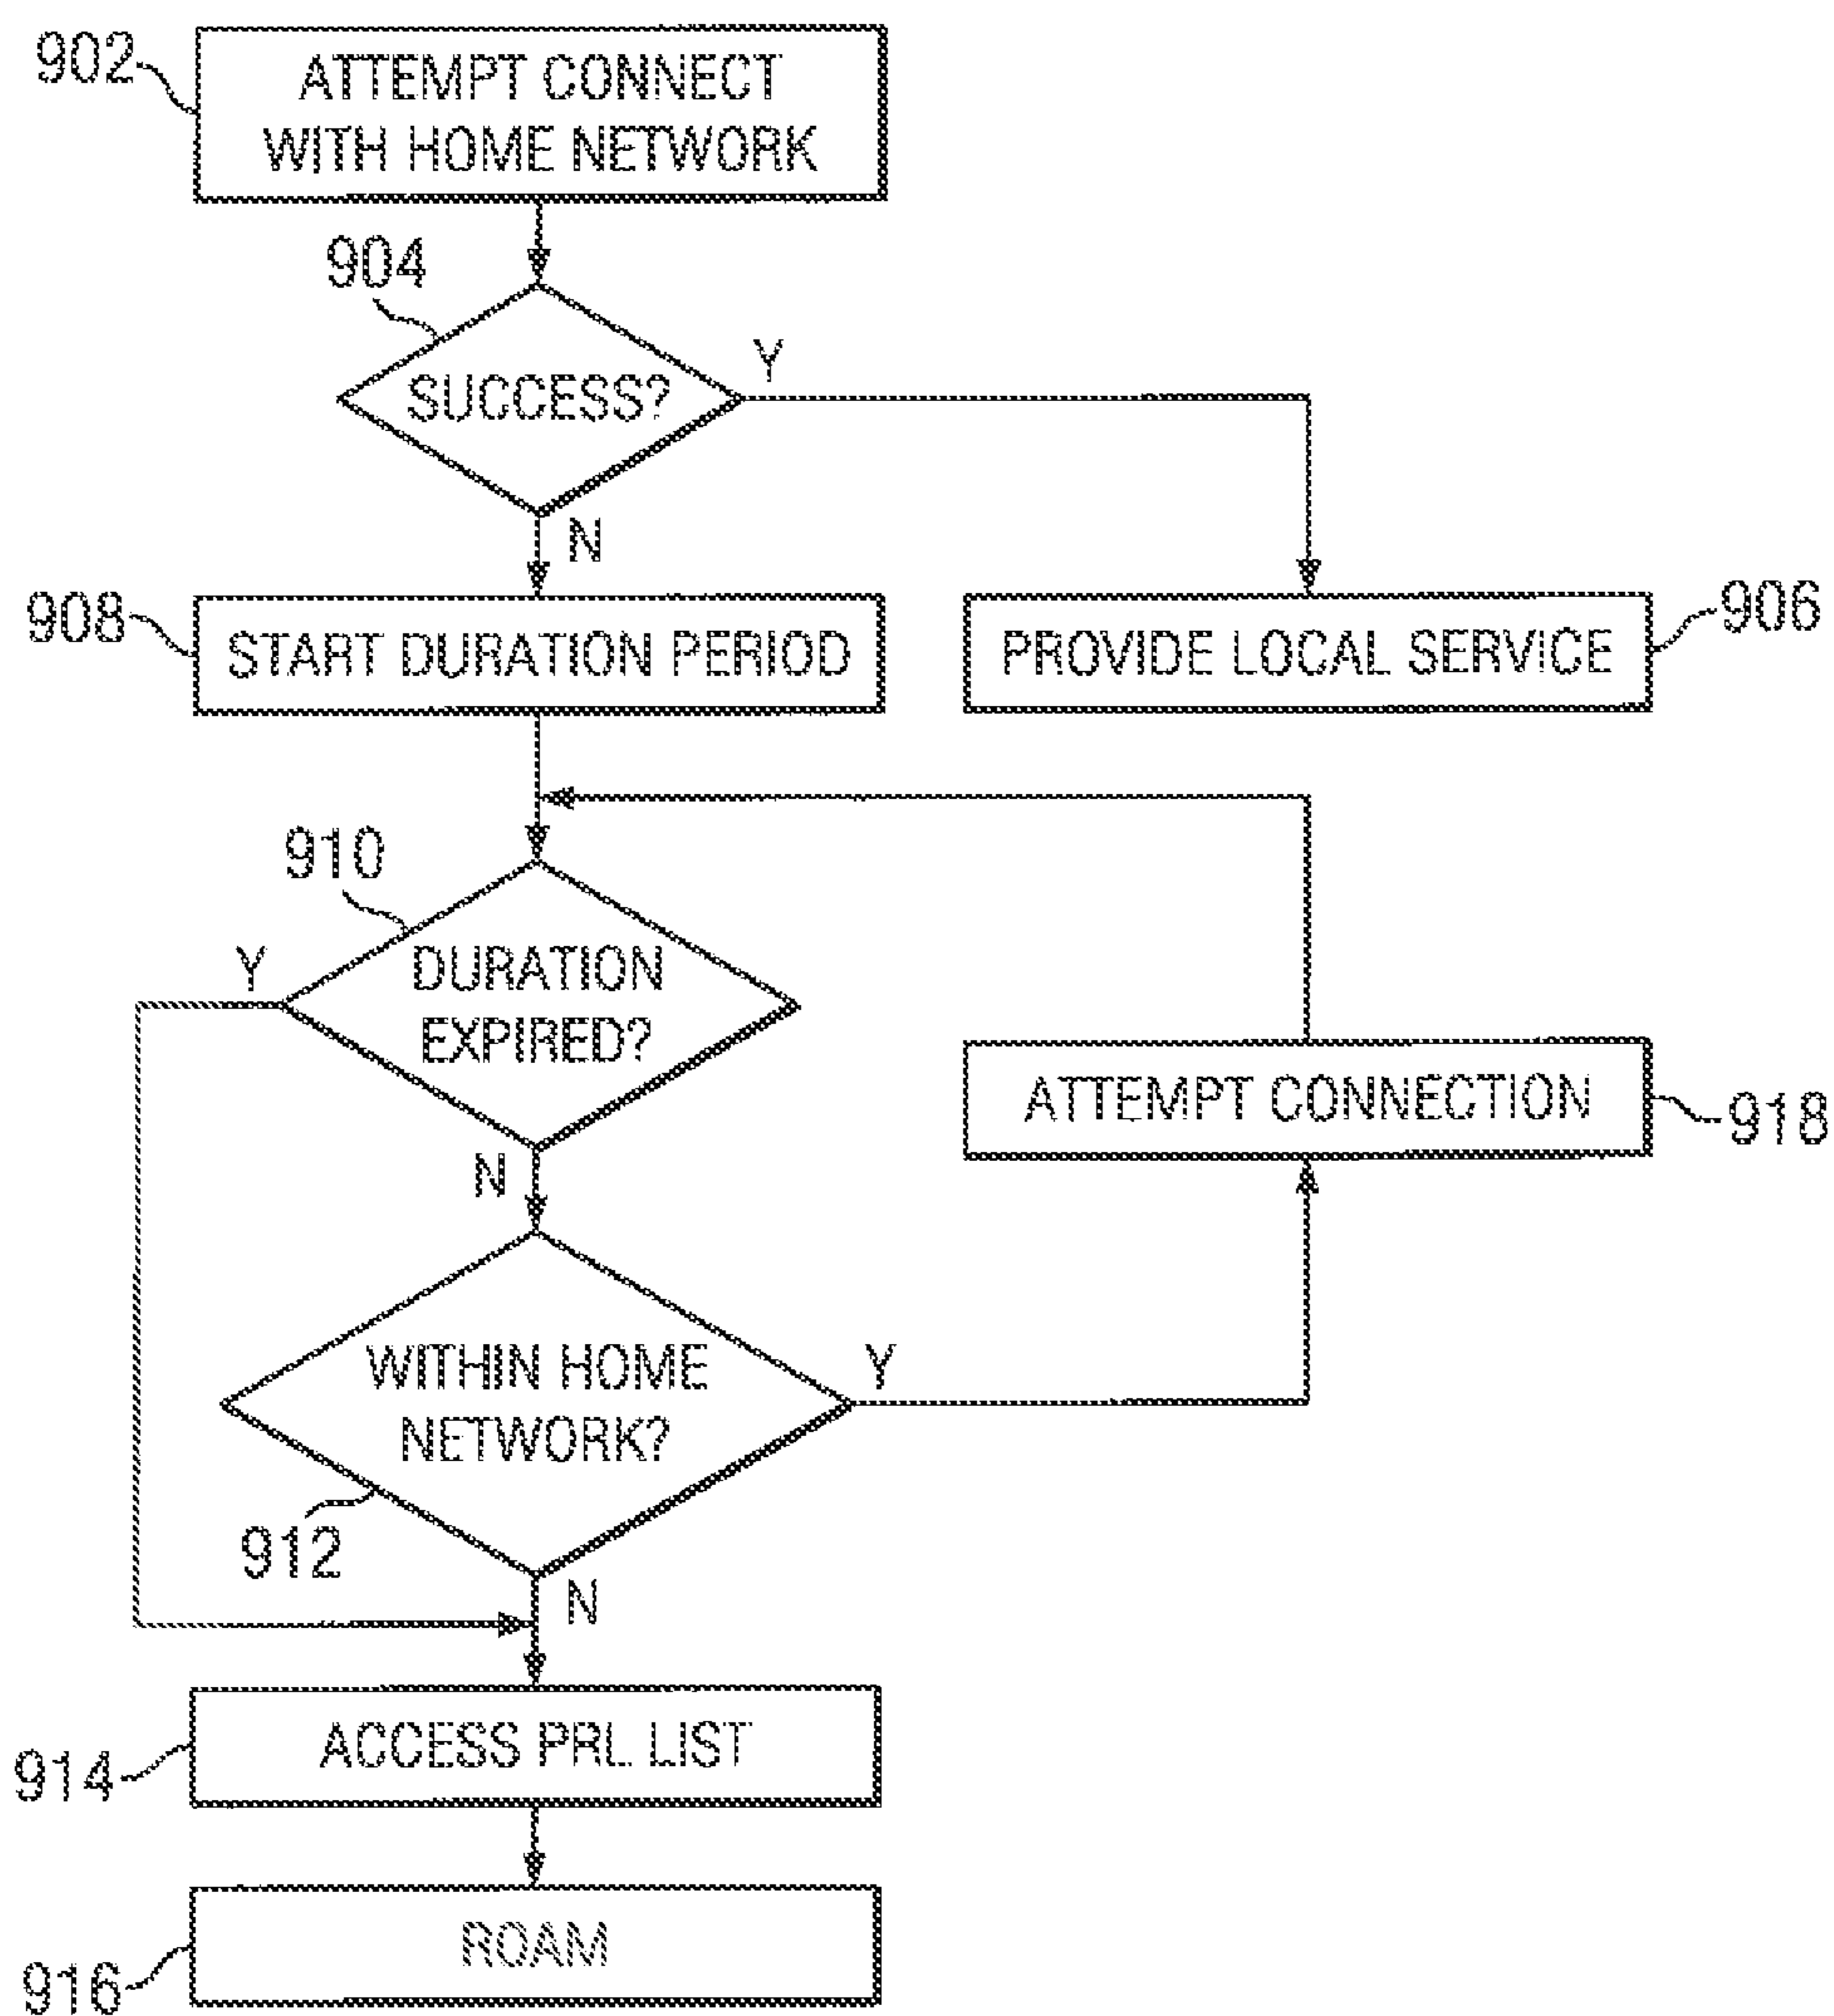 902
ATTEMPT CONNECT
WITH HOME NETWORK
904
SUCCESS?
Y
N
908
START DURATION PERIOD
PROVIDE LOCAL SERVICE
906
910
Y
DURATION
EXPIRED?
N
ATTEMPT CONNECTION
918
WITHIN HOME
NETWORK?
Y
912
N
914
ACCESS PRL LIST
916
ROAM